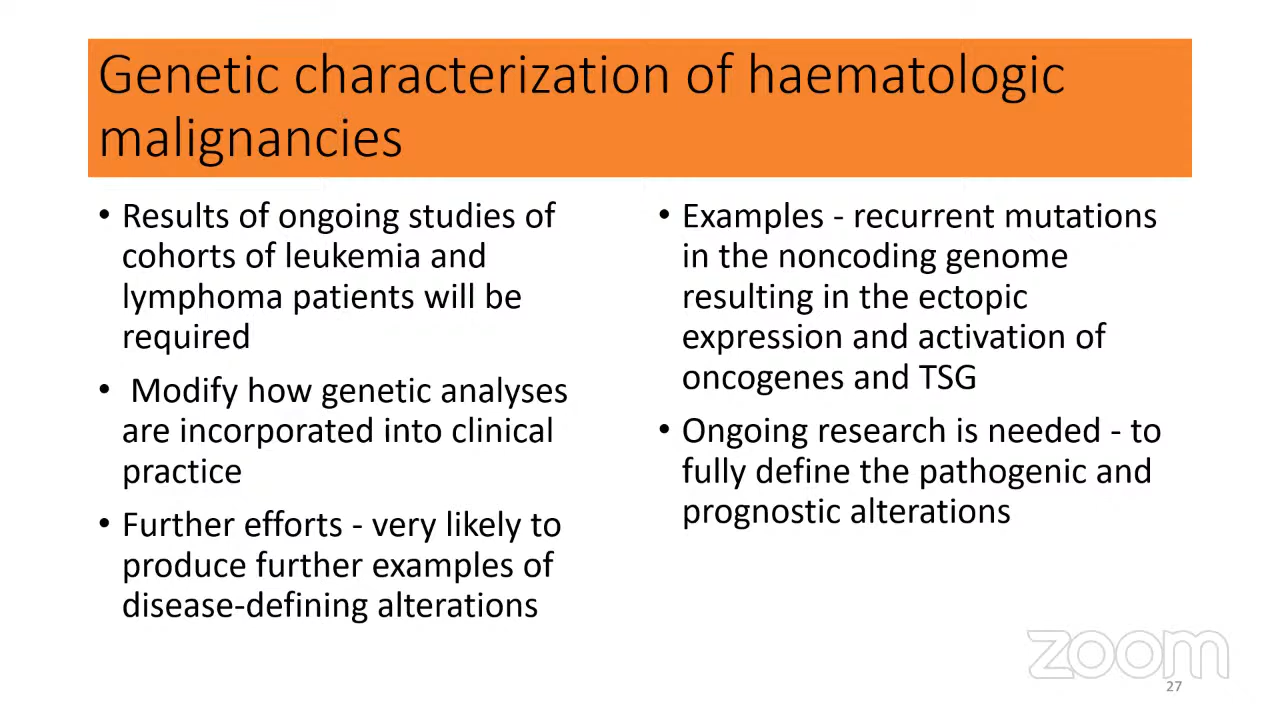 Genetic characterization of haematologic
malignancies
• Results of ongoing studies of
cohorts of leukemia and
lymphoma patients will be
required
• Modify how genetic analyses
are incorporated into clinical
practice
• Further efforts - very likely to
produce further examples of
disease-defining alterations
• Examples - recurrent mutations
in the noncoding genome
resulting in the ectopic
expression and activation of
oncogenes and TSG
• Ongoing research is needed - to
fully define the pathogenic and
prognostic alterations
zoom
27